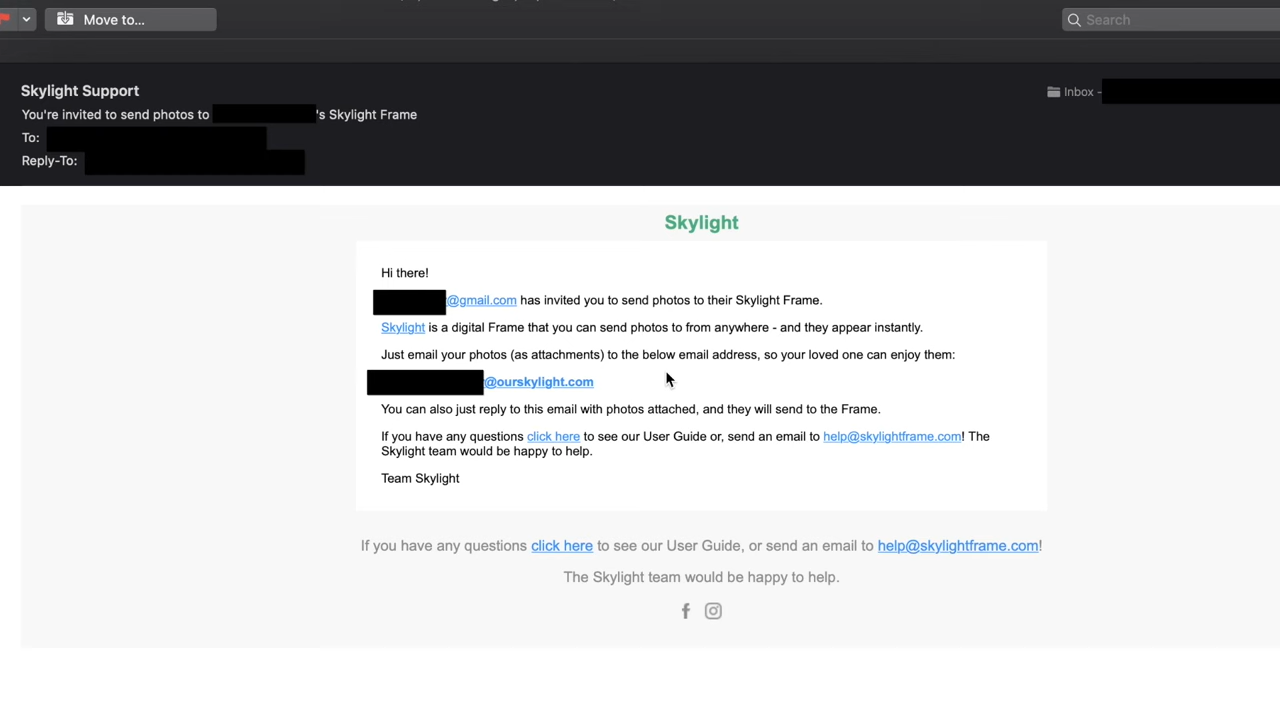 Move to...
Search
Skylight Support
Inbox -
You're invited to send photos to 's Skylight Frame
To:
Reply-To:
Skylight
Hi there!
@gmail.com has invited you to send photos to their Skylight Frame.
Skylight is a digital Frame that you can send photos to from anywhere - and they appear instantly.
Just email your photos (as attachments) to the below email address, so your loved one can enjoy them:
@ourskylight.com
You can also just reply to this email with photos attached, and they will send to the Frame.
If you have any questions click here to see our User Guide or, send an email to help@skylightframe.com! The
Skylight team would be happy to help.
Team Skylight
If you have any questions click here to see our User Guide, or send an email to help@skylightframe.com!
The Skylight team would be happy to help.